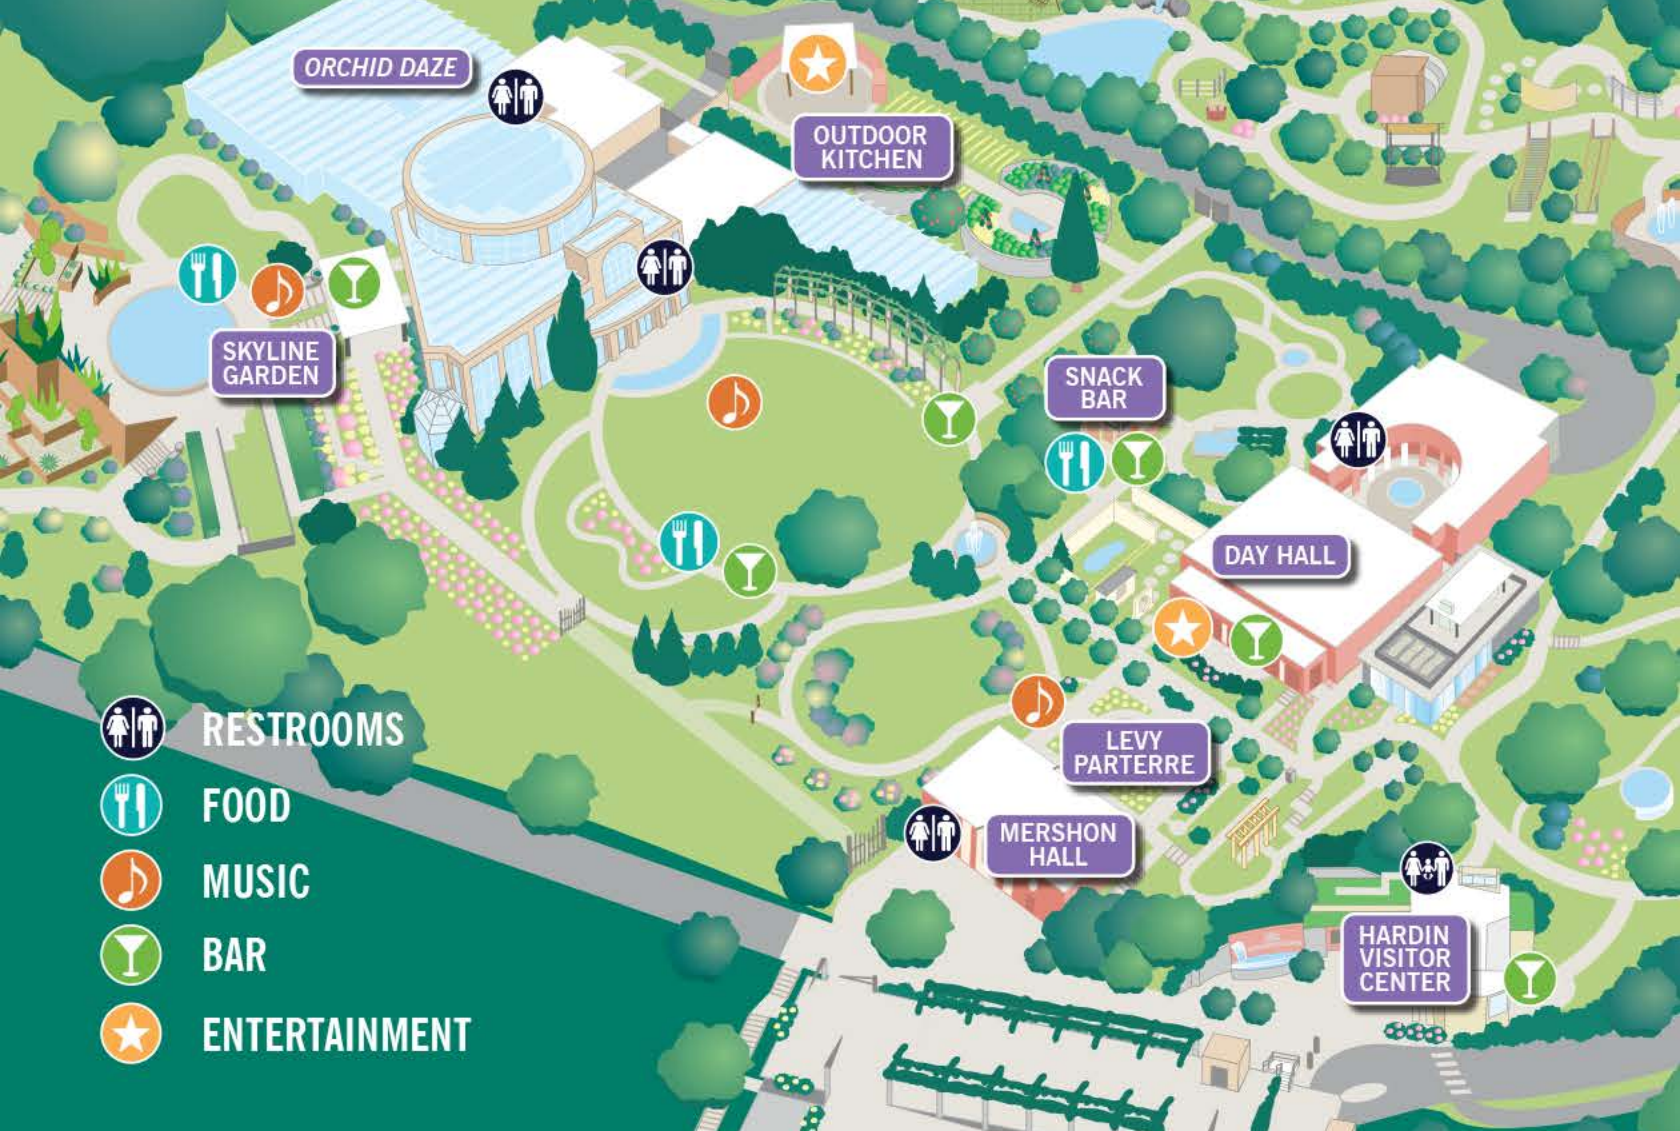 ORCHID DAZE
OUTDOOR
KITCHEN
SKYLINE
GARDEN
SNACK
BAR
DAY HALL
LEVY
PARTERRE
MERSHON
HALL
HARDIN
VISITOR
CENTER
RESTROOMS
FOOD
MUSIC
BAR
ENTERTAINMENT